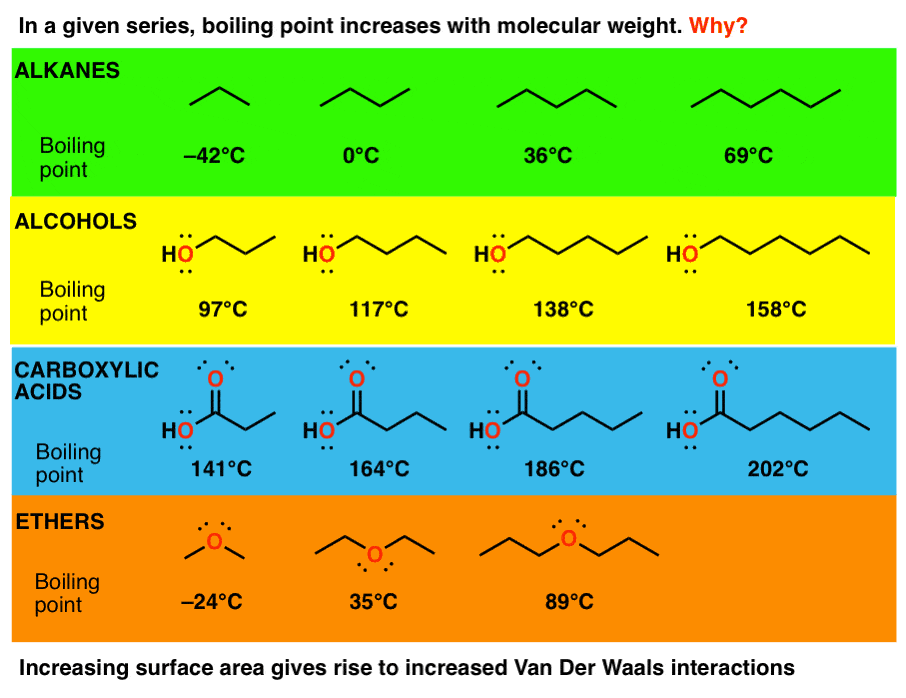 In a given series, boiling point increases with molecular weight. Why?
ALKANES
Boiling
point
–42°C 0°C 36°C 69°C
ALCOHOLS
HO HO HO HO
Boiling
point
97°C 117°C 138°C 158°C
CARBOXYLIC
ACIDS
O O O O
HO HO HO HO
Boiling
point
141°C 164°C 186°C 202°C
ETHERS
O O O
Boiling
point
–24°C 35°C 89°C
Increasing surface area gives rise to increased Van Der Waals interactions